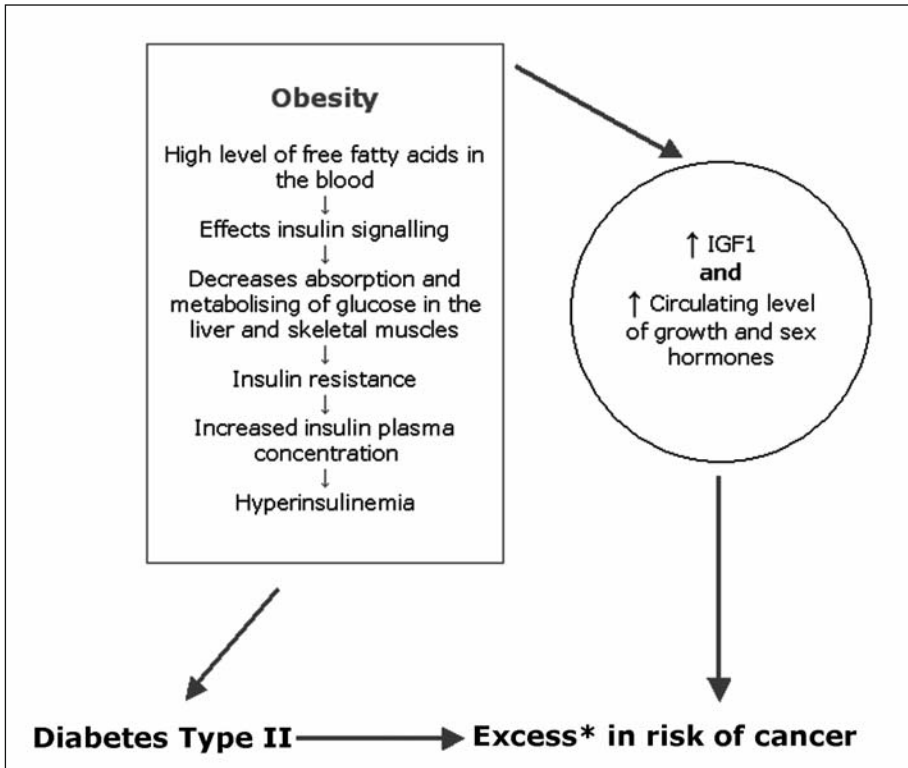 Obesity
High level of free fatty acids in
the blood
↓
Effects insulin signalling
↓
Decreases absorption and
metabolising of glucose in the
liver and skeletal muscles
↓
Insulin resistance
↓
Increased insulin plasma
concentration
↓
Hyperinsulinemia
↑ IGF1
and
↑ Circulating level
of growth and sex
hormones
Diabetes Type II
Excess* in risk of cancer